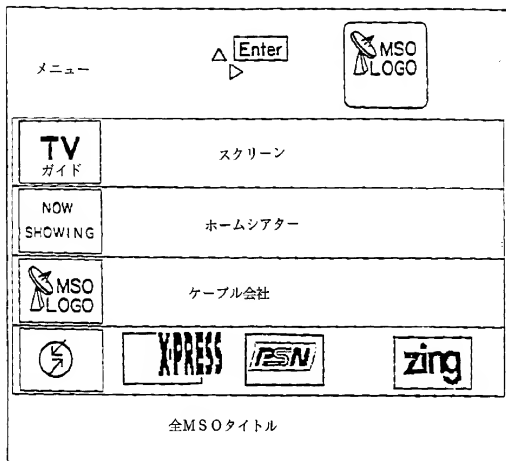 メニュー
Enter
MSO
LOGO
TV
ガイド
スクリーン
NOW
SHOWING
ホームシアター
MSO
LOGO
ケーブル会社
X·PRESS
PSN
zing
全MSOタイトル